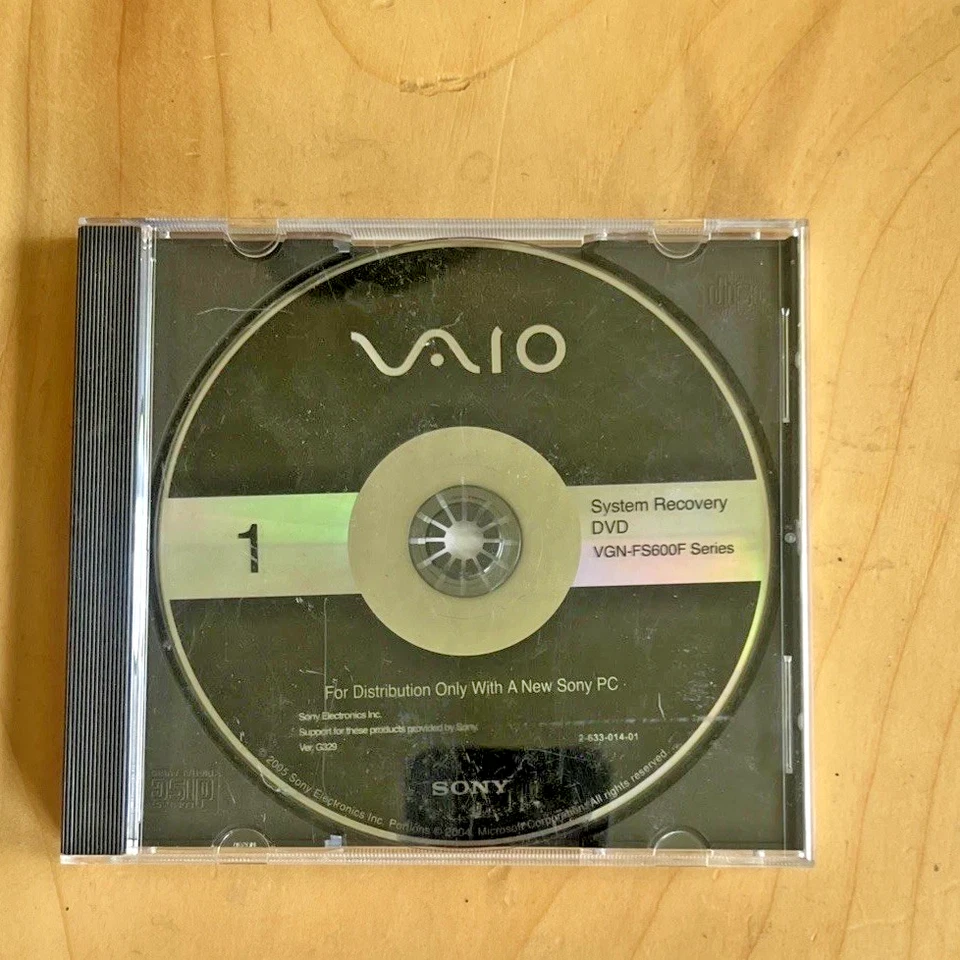 VAIO
1
System Recovery
DVD
VGN-FS600F Series
For Distribution Only With A New Sony PC
Sony Electronics Inc.
Support for these products provided by Sony.
Ver. G329
2-633-014-01
SONY
© 2005 Sony Electronics Inc. Portions © 2004, Microsoft Corporation. All rights reserved.
disc